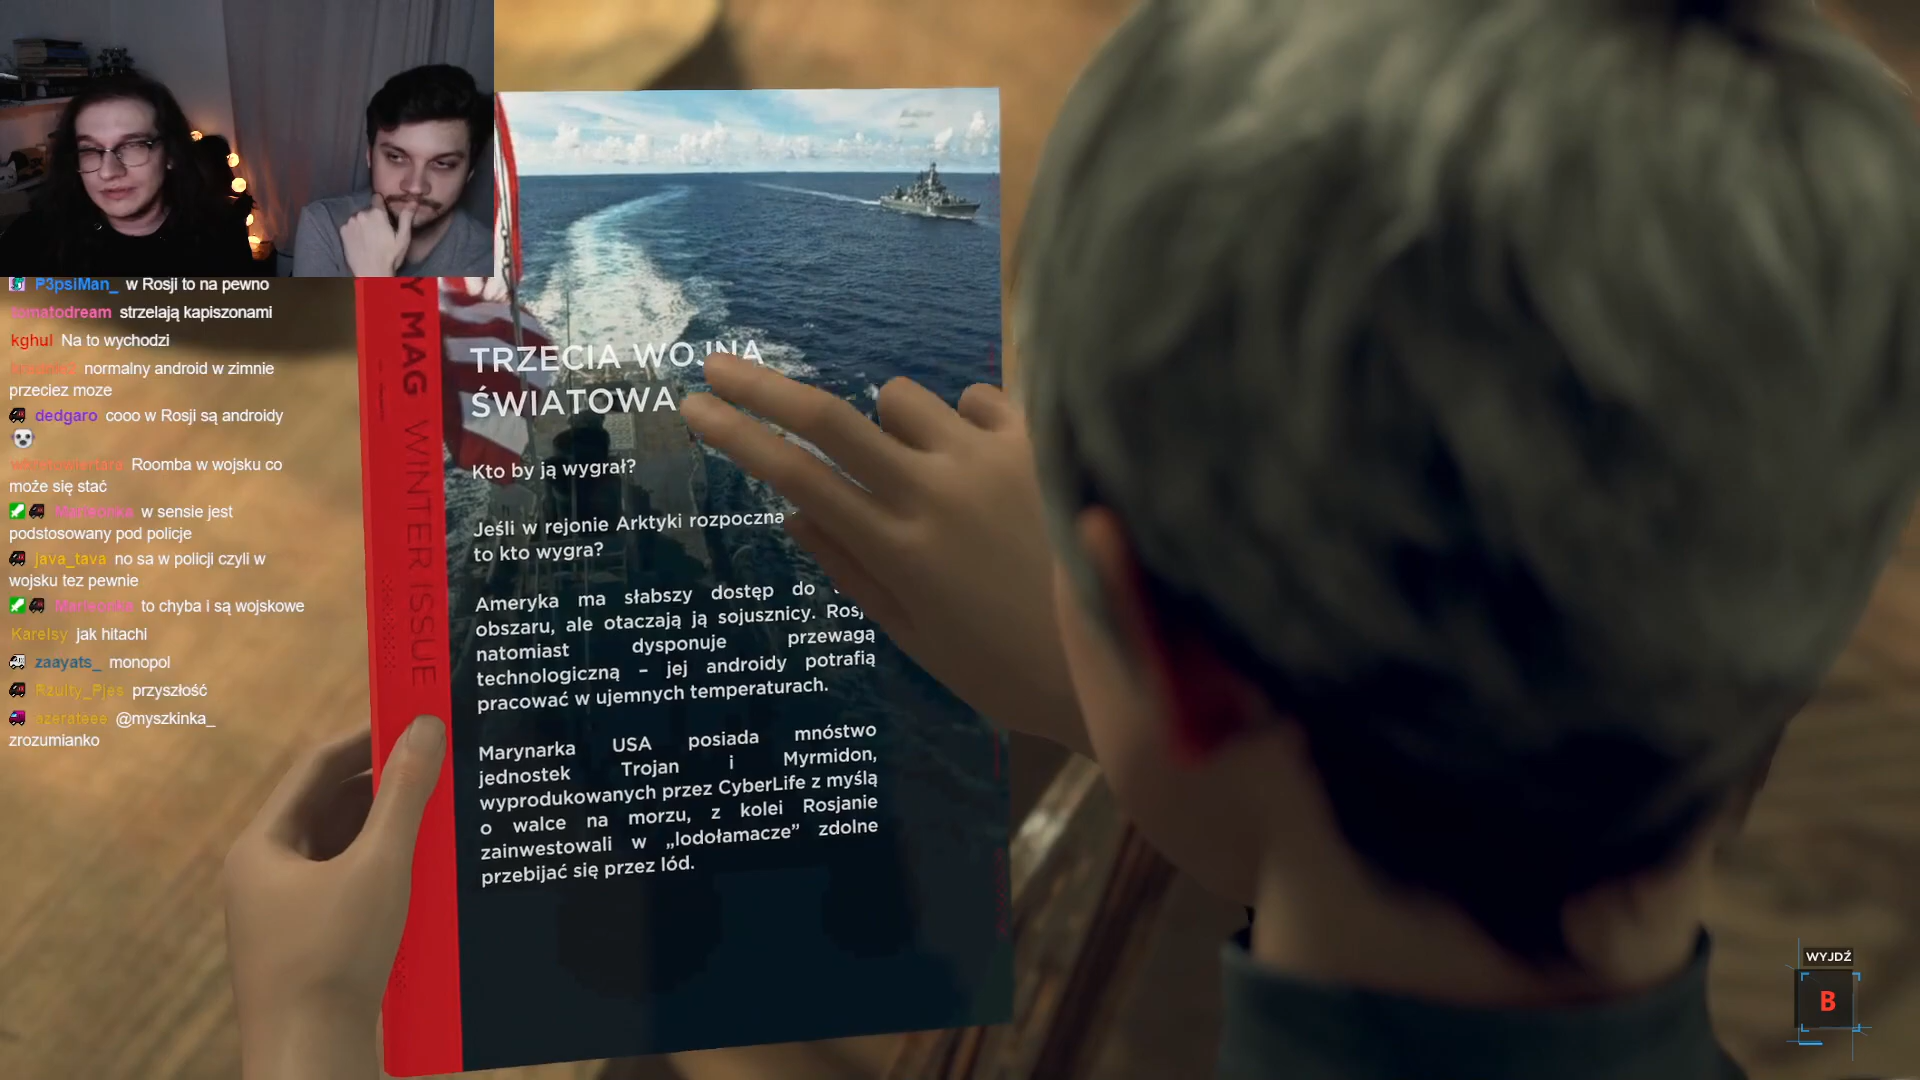 P3psiMan_ w Rosji to na pewno
tomatodream strzelają kapiszonami
kghul Na to wychodzi
normalny android w zimnie
przeciez moze
dedgaro cooo w Rosji są androidy
Roomba w wojsku co
może się stać
w sensie jest
podstosowany pod policje
java_tava no sa w policji czyli w
wojsku tez pewnie
to chyba i są wojskowe
Karelsy jak hitachi
zaayats_ monopol
Rzulty_Pjes przyszłość
azerateee @myszkinka_
zrozumianko
Y MAG WINTER ISSUE
TRZECIA WOJNA
ŚWIATOWA
Kto by ją wygrał?
Jeśli w rejonie Arktyki rozpoczna
to kto wygra?
Ameryka ma słabszy dostęp do
obszaru, ale otaczają ją sojusznicy. Rosj
natomiast dysponuje przewagą
technologiczną – jej androidy potrafią
pracować w ujemnych temperaturach.
Marynarka USA posiada mnóstwo
jednostek Trojan i Myrmidon,
wyprodukowanych przez CyberLife z myślą
o walce na morzu, z kolei Rosjanie
zainwestowali w „lodołamacze” zdolne
przebijać się przez lód.
WYJDŹ
B